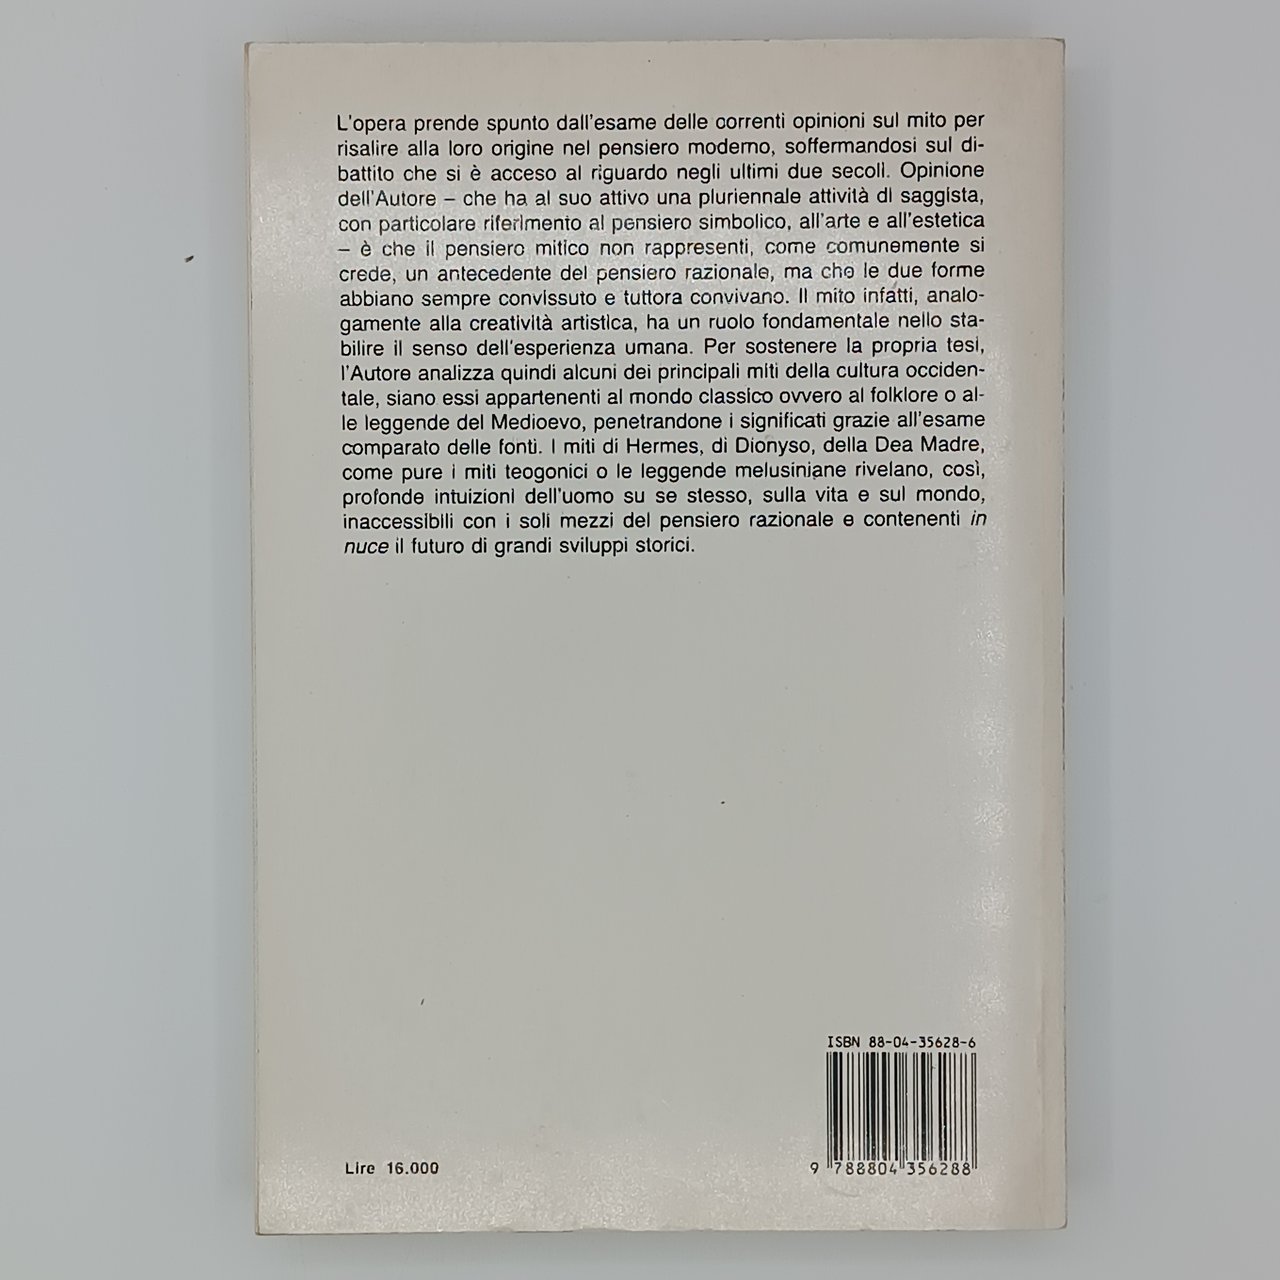 L'opera prende spunto dall'esame delle correnti opinioni sul mito per
risalire alla loro origine nel pensiero moderno, soffermandosi sul di-
battito che si è acceso al riguardo negli ultimi due secoli. Opinione
dell'Autore – che ha al suo attivo una pluriennale attività di saggista,
con particolare riferimento al pensiero simbolico, all'arte e all'estetica
– è che il pensiero mitico non rappresenti, come comunemente si
crede, un antecedente del pensiero razionale, ma che le due forme
abbiano sempre convissuto e tuttora convivano. Il mito infatti, analo-
gamente alla creatività artistica, ha un ruolo fondamentale nello sta-
bilire il senso dell'esperienza umana. Per sostenere la propria tesi,
l'Autore analizza quindi alcuni dei principali miti della cultura occiden-
tale, siano essi appartenenti al mondo classico ovvero al folklore o al-
le leggende del Medioevo, penetrandone i significati grazie all'esame
comparato delle fonti. I miti di Hermes, di Dionyso, della Dea Madre,
come pure i miti teogonici o le leggende melusiniane rivelano, così,
profonde intuizioni dell'uomo su se stesso, sulla vita e sul mondo,
inaccessibili con i soli mezzi del pensiero razionale e contenenti in
nuce il futuro di grandi sviluppi storici.
ISBN 88-04-35628-6
Lire 16.000
9 788804 356288